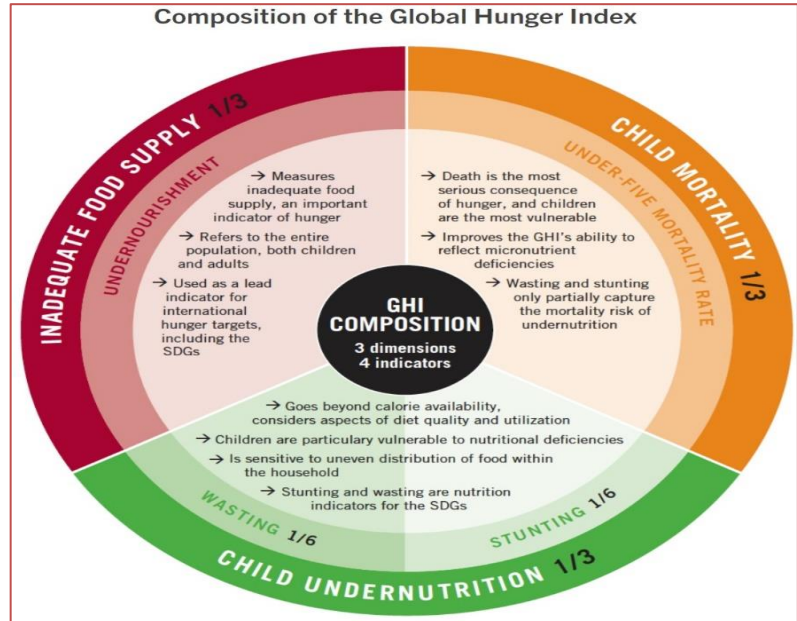 Composition of the Global Hunger Index
INADEQUATE FOOD SUPPLY 1/3
UNDERNOURISHMENT
→ Measures
inadequate food
supply, an important
indicator of hunger
→ Refers to the entire
population, both children
and adults
→ Used as a lead
indicator for
international
hunger targets,
including the
SDGs
CHILD MORTALITY 1/3
UNDER-FIVE MORTALITY RATE
→ Death is the most
serious consequence
of hunger, and children
are the most vulnerable
→ Improves the GHI's ability to
reflect micronutrient
deficiencies
→ Wasting and stunting
only partially capture
the mortality risk of
undernutrition
GHI
COMPOSITION
3 dimensions
4 indicators
→ Goes beyond calorie availability,
considers aspects of diet quality and utilization
→ Children are particulary vulnerable to nutritional deficiencies
→ Is sensitive to uneven distribution of food within
the household
→ Stunting and wasting are nutrition
indicators for the SDGs
WASTING 1/6
STUNTING 1/6
CHILD UNDERNUTRITION 1/3